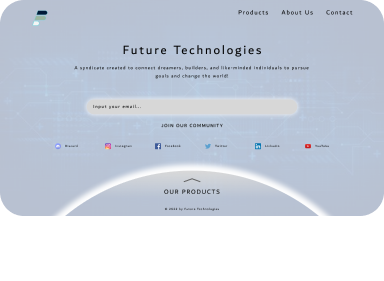 Products About Us Contact
Future Technologies
A syndicate created to connect dreamers, builders, and like-minded individuals to pursue
goals and change the world!
Input your email...
JOIN OUR COMMUNITY
Discord Instagram Facebook Twitter LinkedIn YouTube
OUR PRODUCTS
© 2022 by Future Technologies.